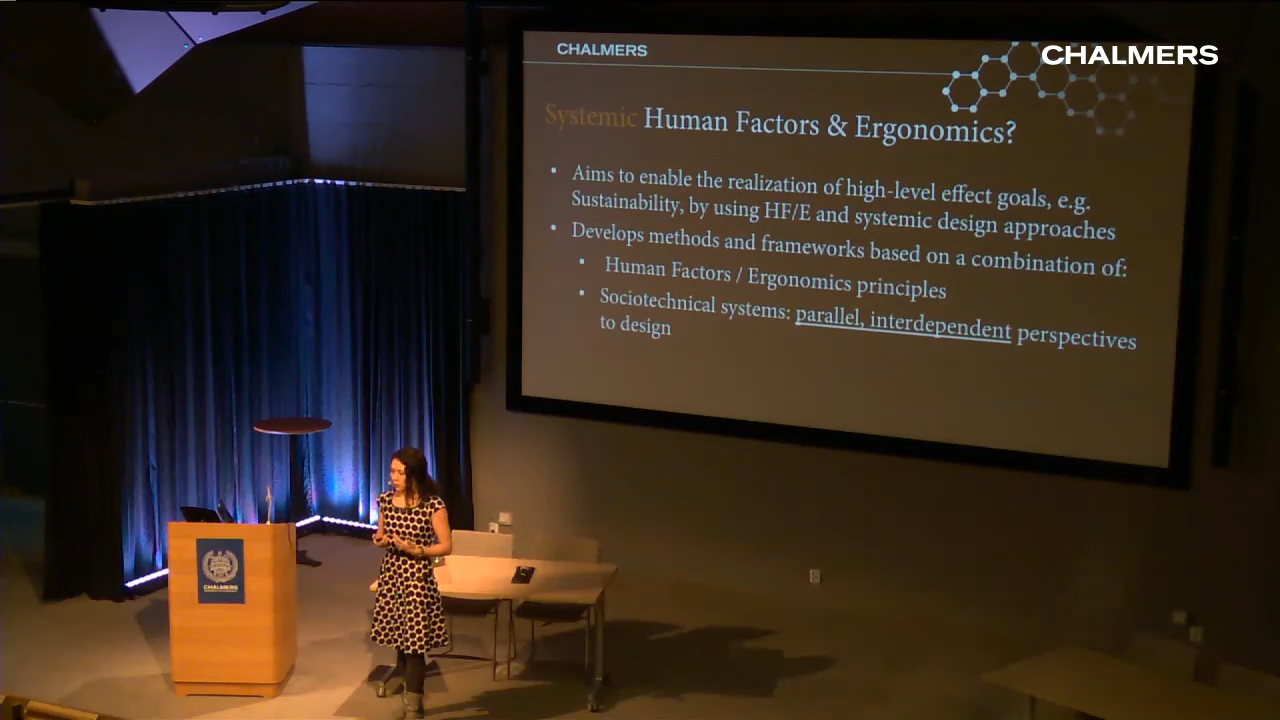 CHALMERS
CHALMERS
Systemic Human Factors & Ergonomics?
• Aims to enable the realization of high-level effect goals, e.g.
Sustainability, by using HF/E and systemic design approaches
• Develops methods and frameworks based on a combination of:
• Human Factors / Ergonomics principles
• Sociotechnical systems: parallel, interdependent perspectives
to design
CHALMERS